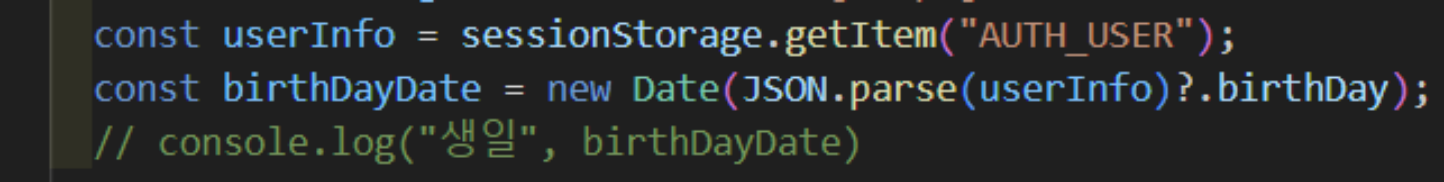 const userInfo = sessionStorage.getItem("AUTH_USER");
const birthDayDate = new Date(JSON.parse(userInfo)?.birthDay);
// console.log("생일", birthDayDate)